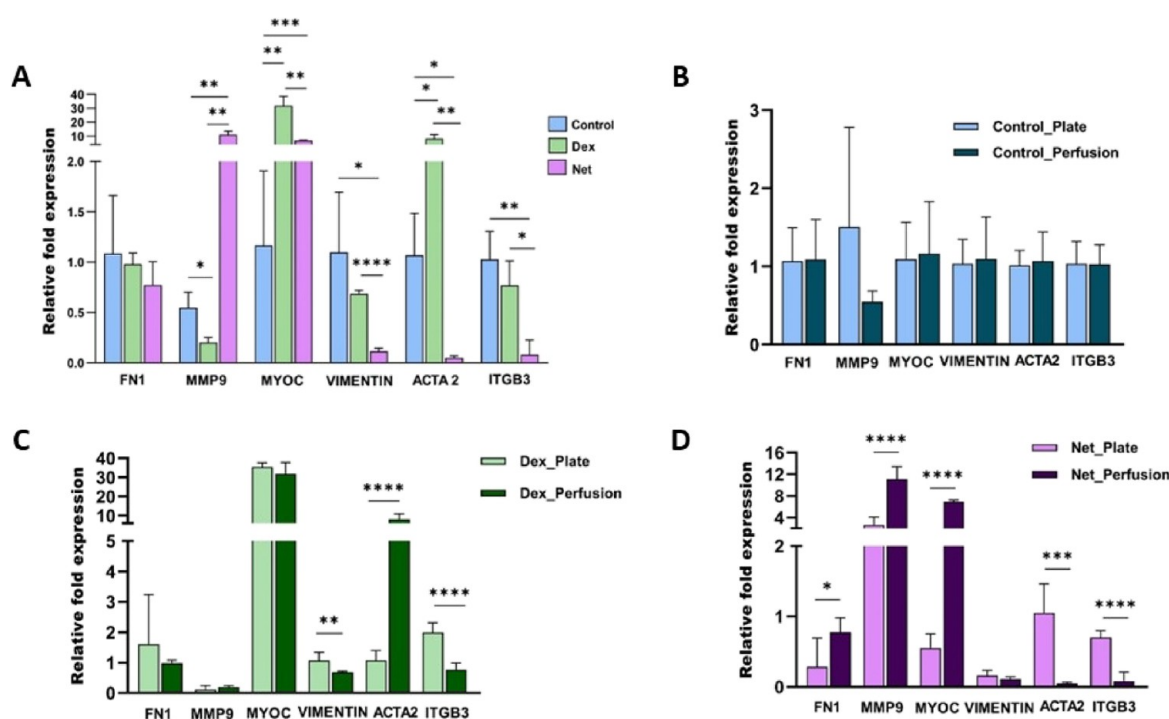 A
Relative fold expression
40
30
20
10
2.0
1.5
1.0
0.5
0.0
** ** * *** ** ** * **** * * ** ** *
Control
Dex
Net
FN1 MMP9 MYOC VIMENTIN ACTA 2 ITGB3
B
Relative fold expression
3
2
1
0
Control_Plate
Control_Perfusion
FN1 MMP9 MYOC VIMENTIN ACTA2 ITGB3
C
Relative fold expression
40
30
20
10
5
4
3
2
1
0
** **** ****
Dex_Plate
Dex_Perfusion
FN1 MMP9 MYOC VIMENTIN ACTA2 ITGB3
D
Relative fold expression
16
12
8
4
2
1
0
* **** **** *** ****
Net_Plate
Net_Perfusion
FN1 MMP9 MYOC VIMENTIN ACTA2 ITGB3